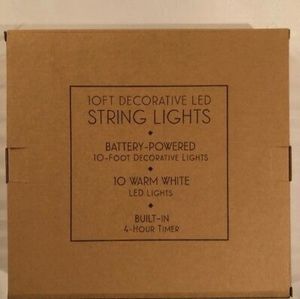 10FT DECORATIVE LED
STRING LIGHTS
BATTERY-POWERED
10-FOOT DECORATIVE LIGHTS
10 WARM WHITE
LED LIGHTS
BUILT-IN
4-HOUR TIMER